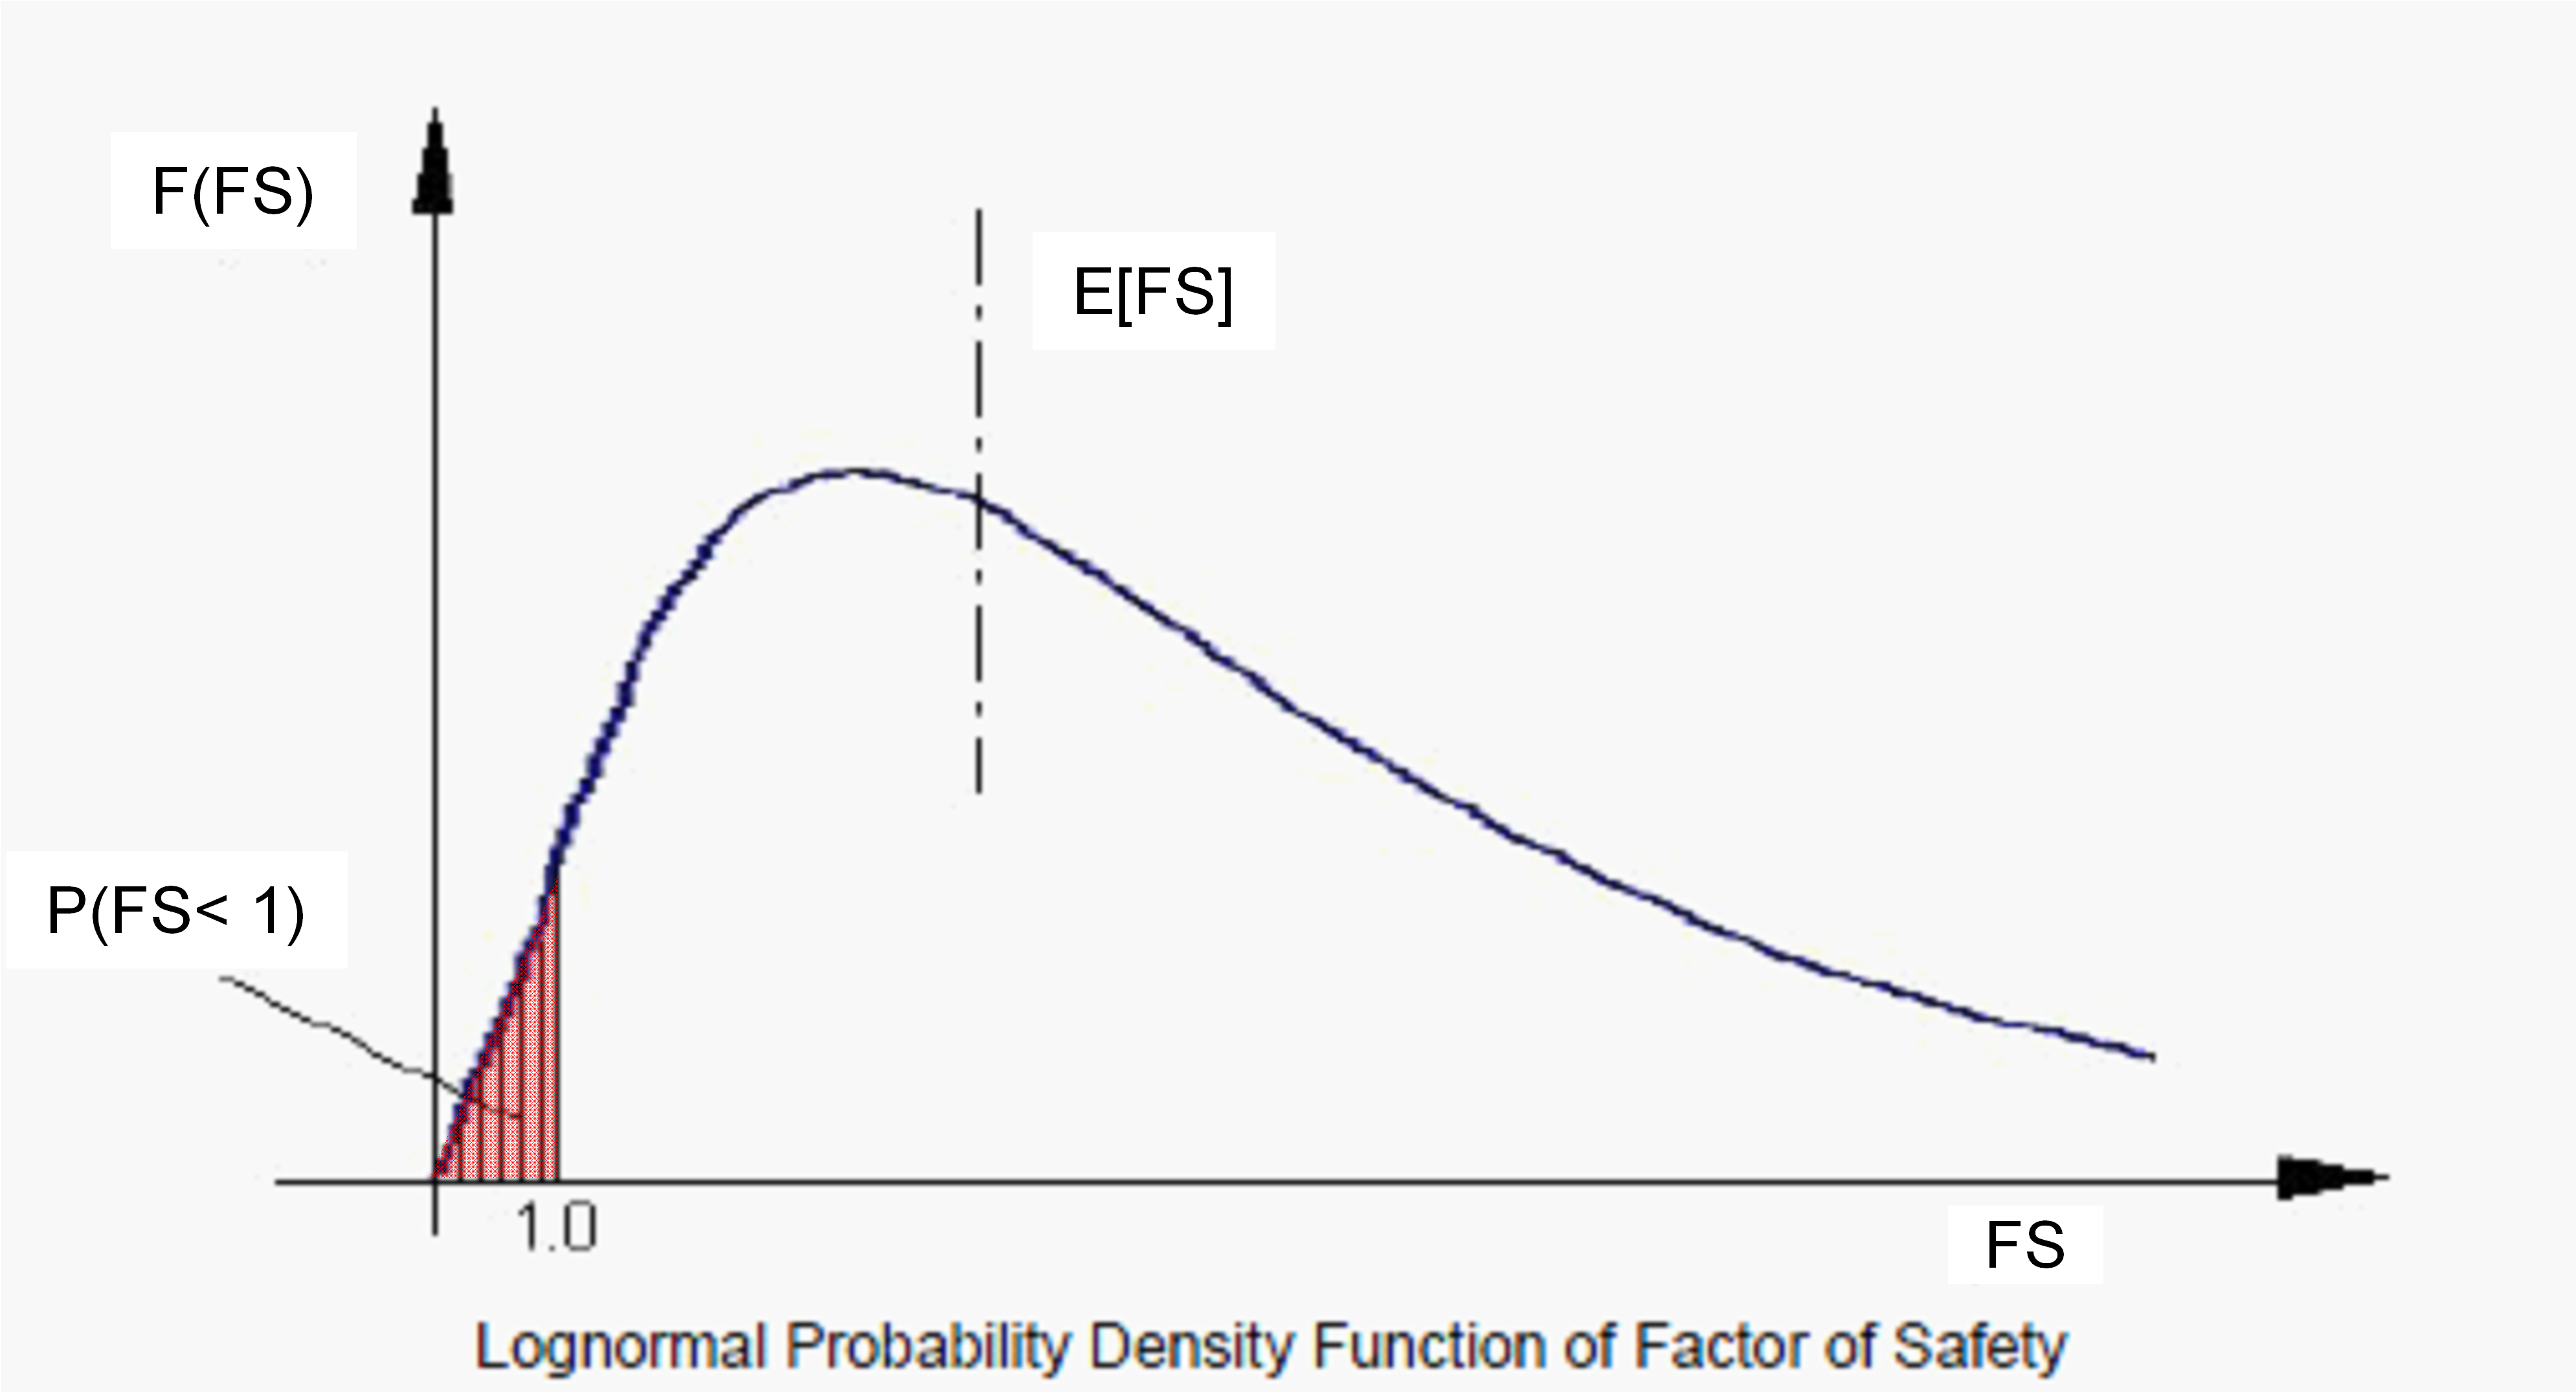 F(FS)
E[FS]
P(FS< 1)
1.0
FS
Lognormal Probability Density Function of Factor of Safety